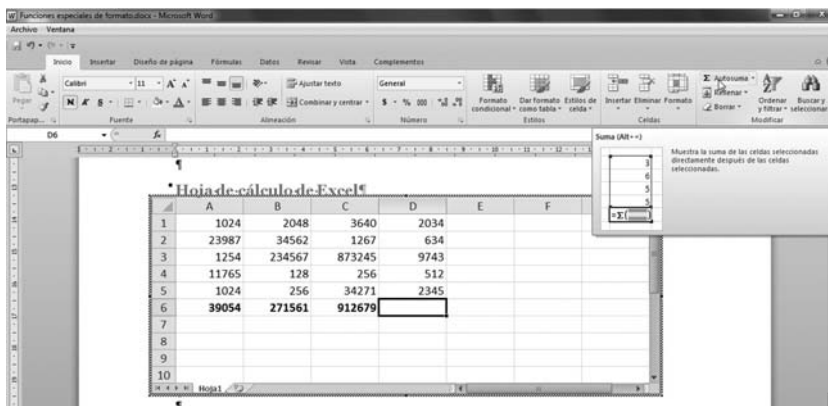 Funciones especiales de formato.docx - Microsoft Word
Archivo Ventana
Inicio Insertar Diseño de página Fórmulas Datos Revisar Vista Complementos
Calibri 11 A A Ajustar texto General Σ Autosuma
Pegar N K S A Combinar y centrar $ % 000 Formato condicional Dar formato como tabla Estilos de celda Insertar Eliminar Formato Rellenar Borrar Ordenar y filtrar Buscar y seleccionar
Portapap... Fuente Alineación Número Estilos Celdas Modificar
D6 fx
Suma (Alt+=)
Muestra la suma de las celdas seleccionadas
directamente después de las celdas
seleccionadas.
3
6
5
5
=Σ( )
Hoja·de·cálculo·de·Excel¶
A B C D E F
1 1024 2048 3640 2034
2 23987 34562 1267 634
3 1254 234567 873245 9743
4 11765 128 256 512
5 1024 256 34271 2345
6 39054 271561 912679
7
8
9
10
Hoja1